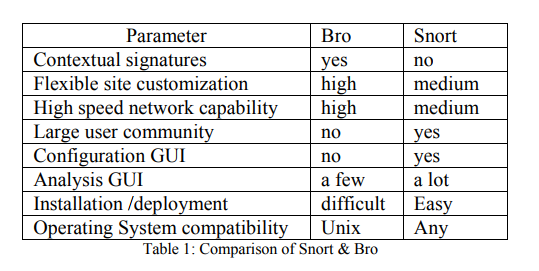 Parameter Bro Snort
Contextual signatures yes no
Flexible site customization high medium
High speed network capability high medium
Large user community no yes
Configuration GUI no yes
Analysis GUI a few a lot
Installation /deployment difficult Easy
Operating System compatibility Unix Any
Table 1: Comparison of Snort & Bro